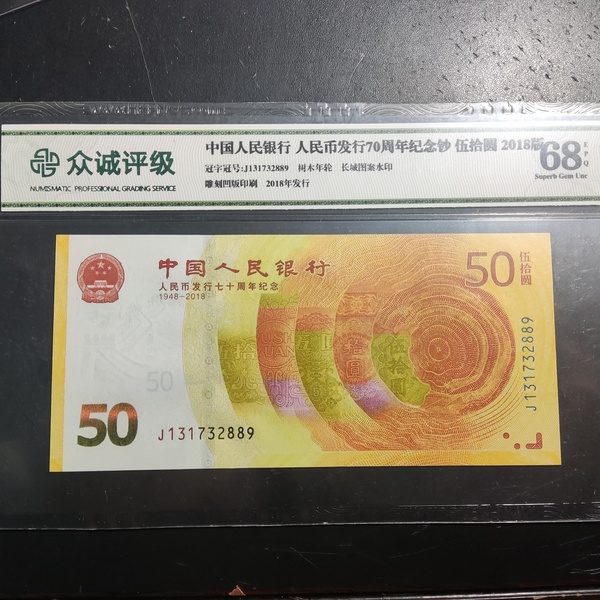 众诚评级
NUMISMATIC PROFESSIONAL GRADING SERVICE
中国人民银行 人民币发行70周年纪念钞 伍拾圆 2018版
冠字冠号:J131732889 树木年轮 长城图案水印
雕刻凹版印刷 2018年发行
68
EPQ
Superb Gem Unc
中国人民银行
人民币发行七十周年纪念
1948-2018
50
伍拾圆
J131732889
50
50
J131732889